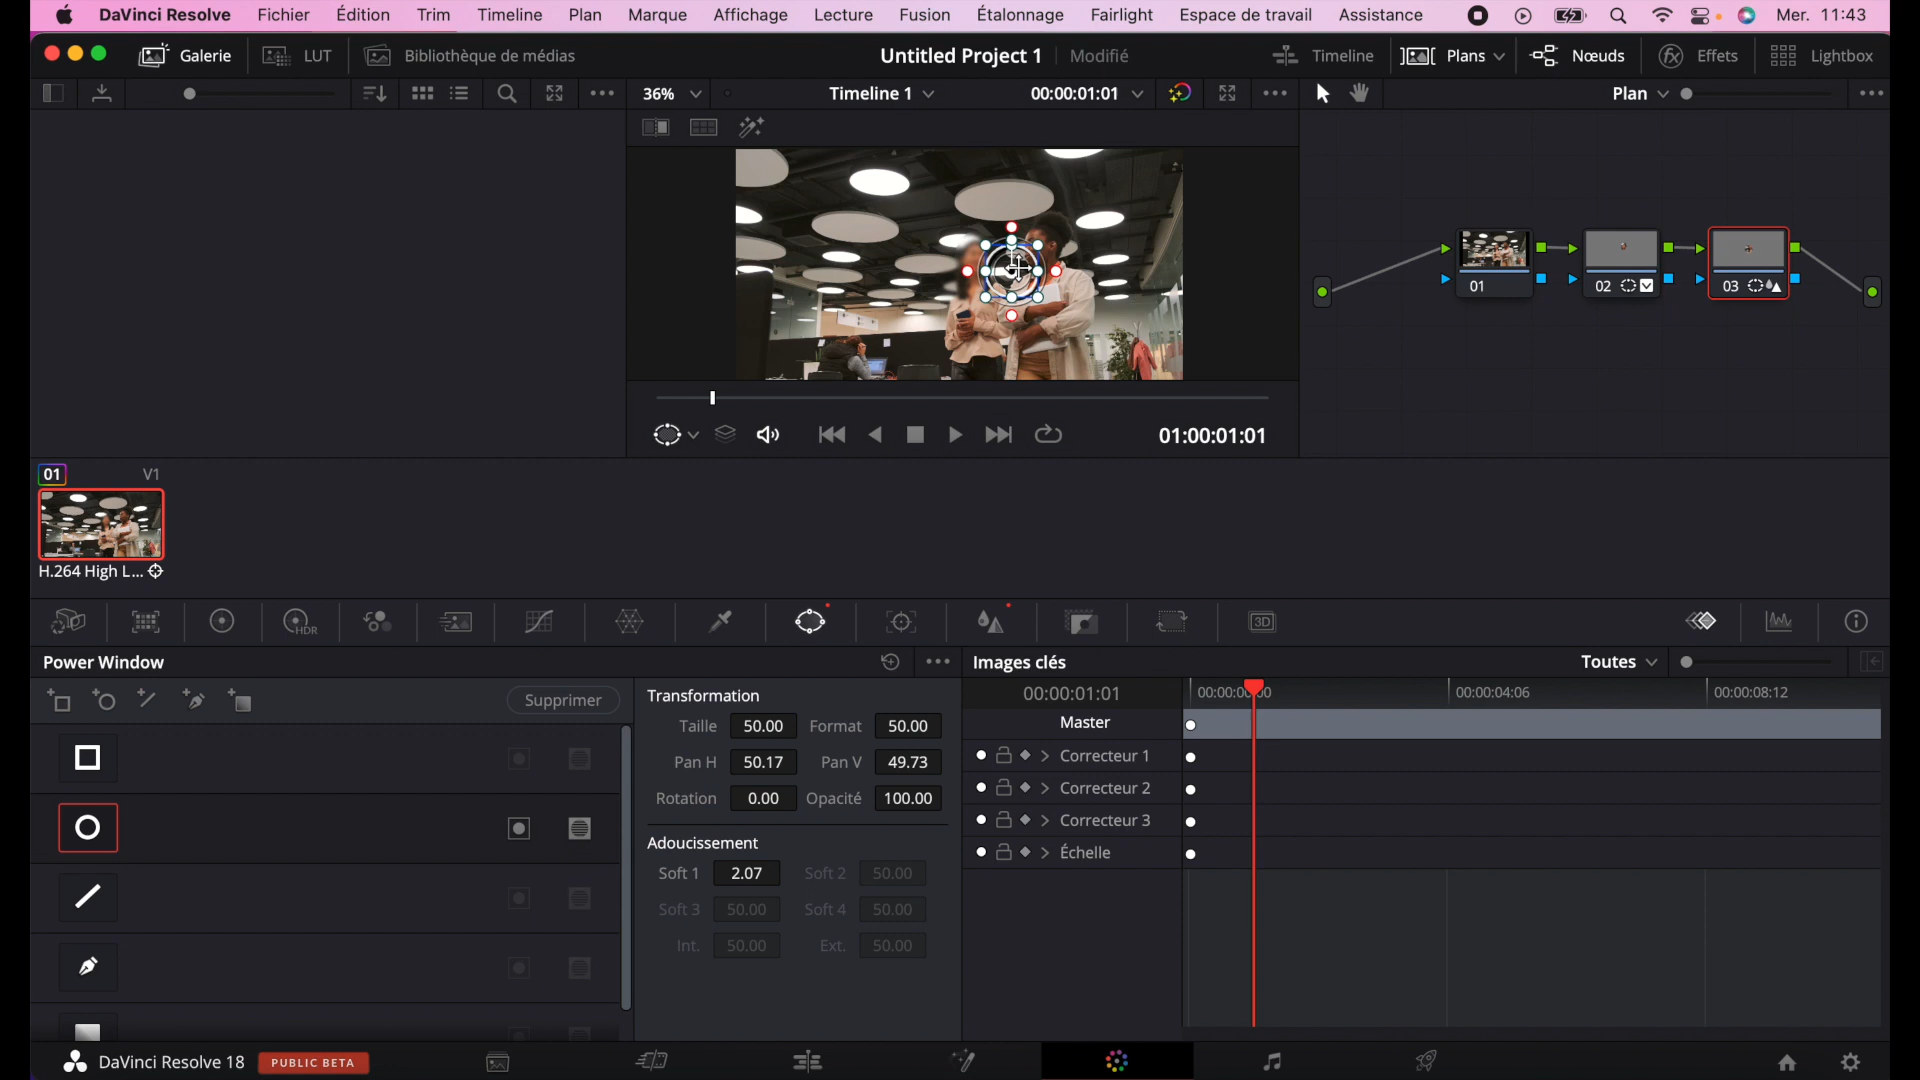 DaVinci Resolve Fichier Édition Trim Timeline Plan Marque Affichage Lecture Fusion Étalonnage Fairlight Espace de travail Assistance Mer. 11:43
Galerie LUT Bibliothèque de médias Untitled Project 1 Modifié Timeline Plans Nœuds Effets Lightbox
36% Timeline 1 00:00:01:01 Plan
01 02 03
01:00:01:01
01 V1
H.264 High L...
HDR 3D
Power Window Images clés Toutes
Supprimer
Transformation
Taille 50.00 Format 50.00
Pan H 50.17 Pan V 49.73
Rotation 0.00 Opacité 100.00
Adoucissement
Soft 1 2.07 Soft 2 50.00
Soft 3 50.00 Soft 4 50.00
Int. 50.00 Ext. 50.00
00:00:01:01 00:00:04:06 00:00:08:12
Master
Correcteur 1
Correcteur 2
Correcteur 3
Échelle
DaVinci Resolve 18 PUBLIC BETA